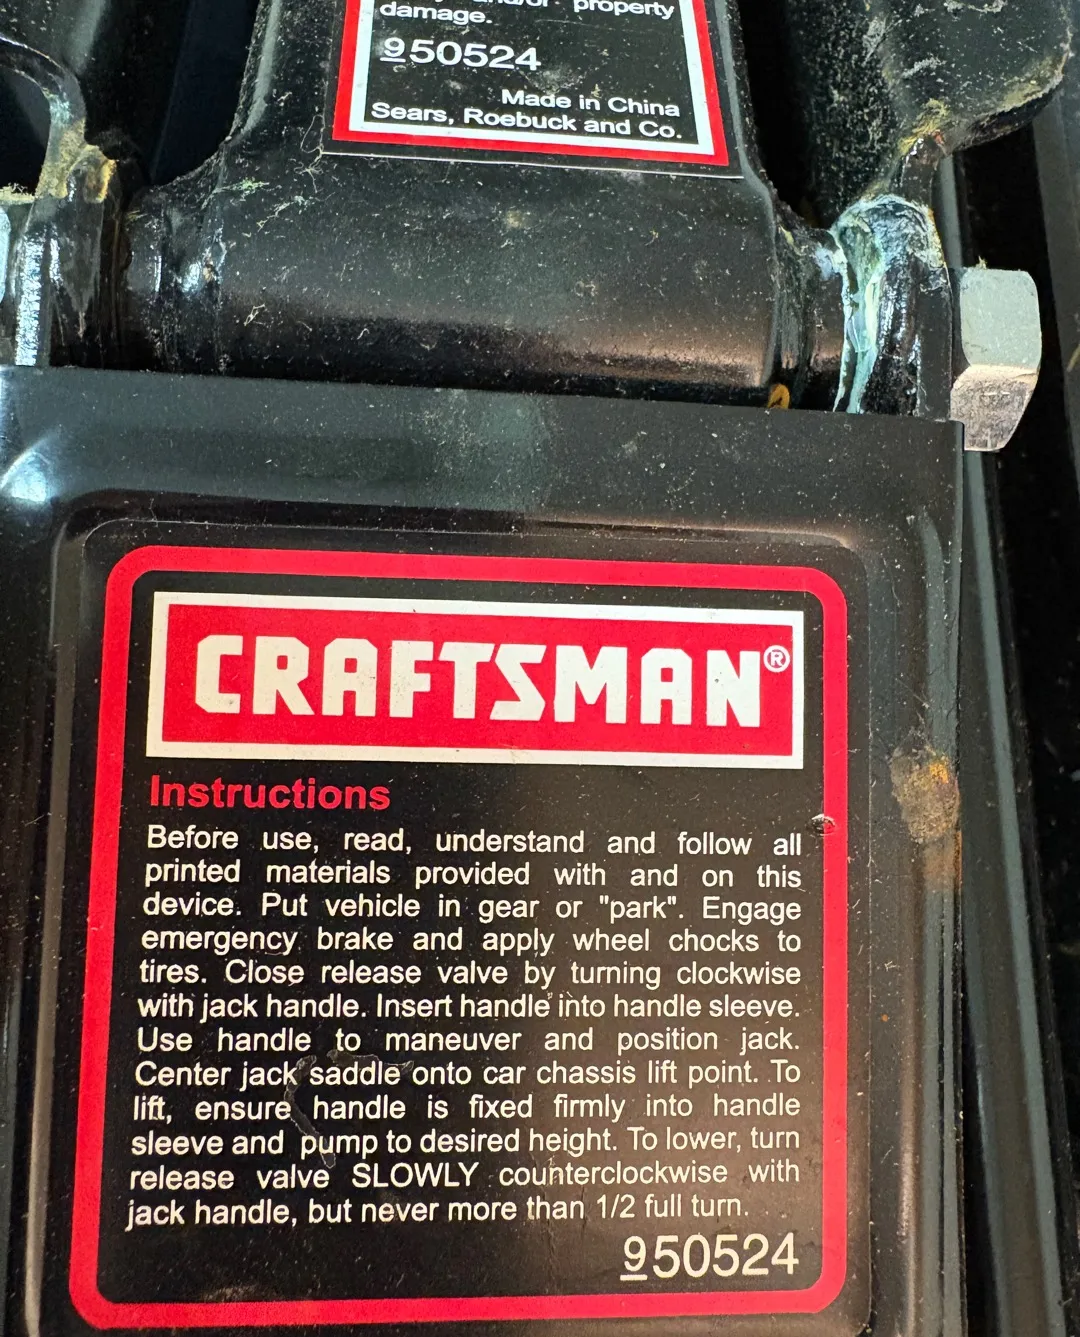 and/or property
damage.
950524
Made in China
Sears, Roebuck and Co.
CRAFTSMAN®
Instructions
Before use, read, understand and follow all
printed materials provided with and on this
device. Put vehicle in gear or "park". Engage
emergency brake and apply wheel chocks to
tires. Close release valve by turning clockwise
with jack handle. Insert handle into handle sleeve.
Use handle to maneuver and position jack.
Center jack saddle onto car chassis lift point. To
lift, ensure handle is fixed firmly into handle
sleeve and pump to desired height. To lower, turn
release valve SLOWLY counterclockwise with
jack handle, but never more than 1/2 full turn.
950524